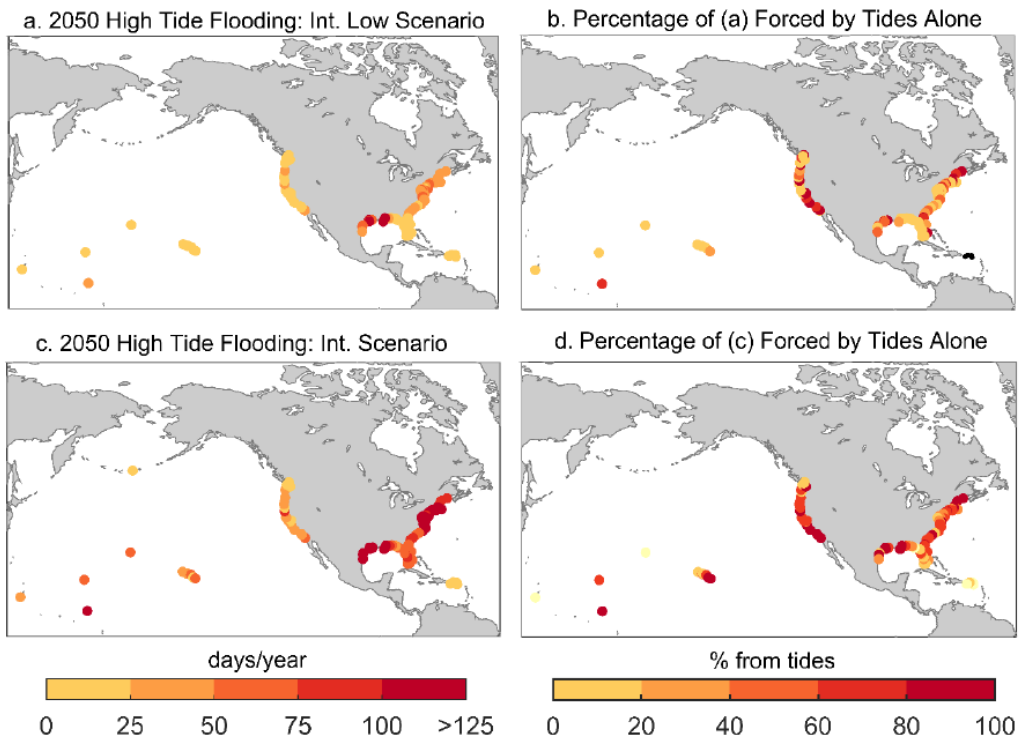 a. 2050 High Tide Flooding: Int. Low Scenario
b. Percentage of (a) Forced by Tides Alone
c. 2050 High Tide Flooding: Int. Scenario
d. Percentage of (c) Forced by Tides Alone
days/year
0 25 50 75 100 >125
% from tides
0 20 40 60 80 100